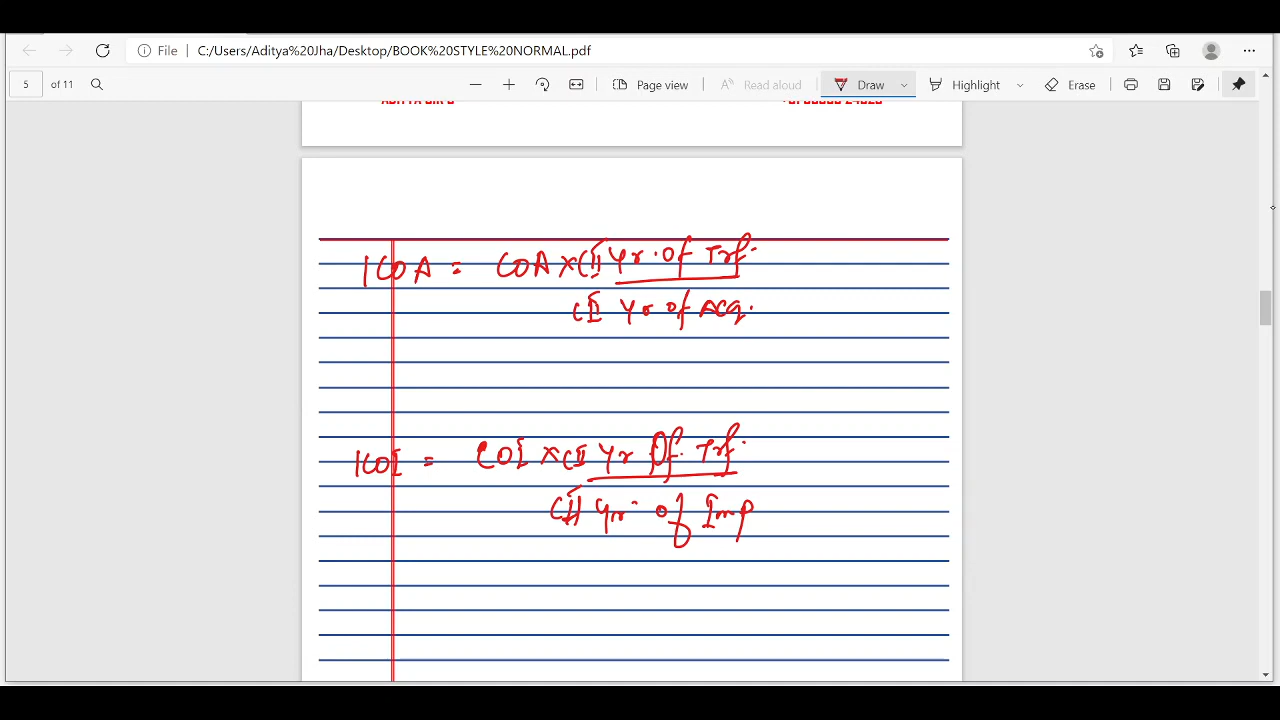 File C:/Users/Aditya%20Jha/Desktop/BOOK%20STYLE%20NORMAL.pdf
5 of 11 Page view Read aloud Draw Highlight Erase
ICOA = COA X CII Yr. Of Trf.
CII Yr of Acq.
ICOI = COI X CII Yr Of. Trf.
CII Yr. of Imp